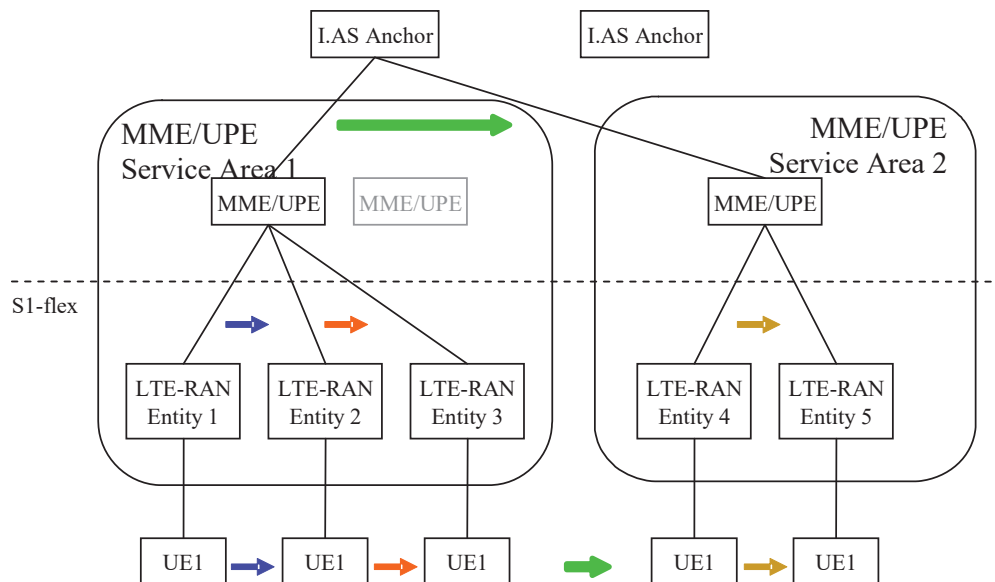 I.AS Anchor
I.AS Anchor
MME/UPE
Service Area 1
MME/UPE
Service Area 2
MME/UPE
MME/UPE
MME/UPE
S1-flex
LTE-RAN
Entity 1
LTE-RAN
Entity 2
LTE-RAN
Entity 3
LTE-RAN
Entity 4
LTE-RAN
Entity 5
UE1
UE1
UE1
UE1
UE1